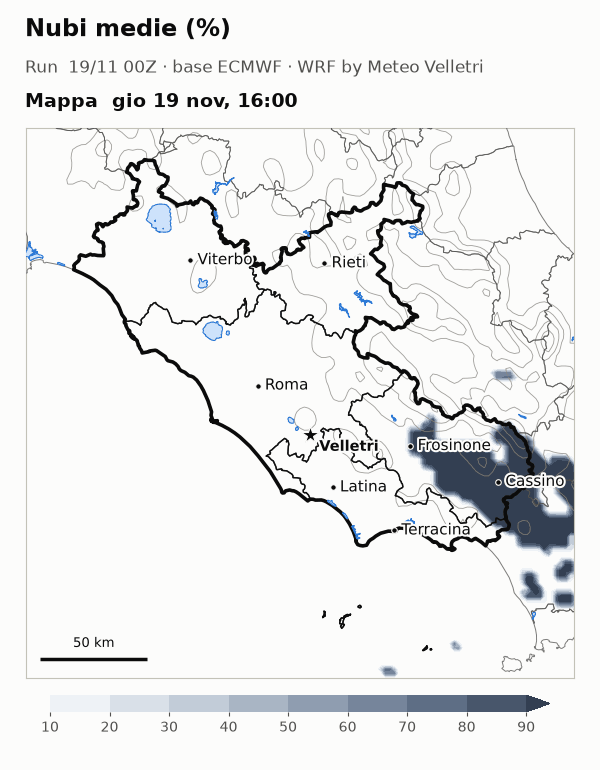 Nubi medie (%)
Run  19/11 00Z · base ECMWF · WRF by Meteo Velletri
Mappa  gio 19 nov, 16:00
Viterbo
Rieti
Roma
Velletri
Frosinone
Cassino
Latina
Terracina
50 km
10 20 30 40 50 60 70 80 90